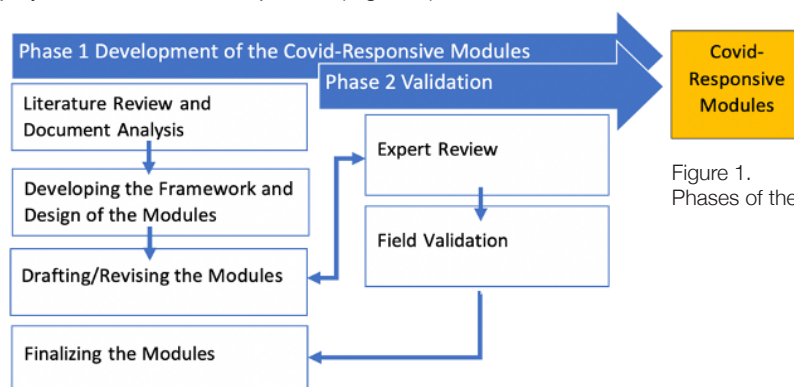 Phase 1 Development of the Covid-Responsive Modules
Phase 2 Validation
Covid-
Responsive
Modules
Literature Review and
Document Analysis
Developing the Framework and
Design of the Modules
Drafting/Revising the Modules
Finalizing the Modules
Expert Review
Field Validation
Figure 1.
Phases of the